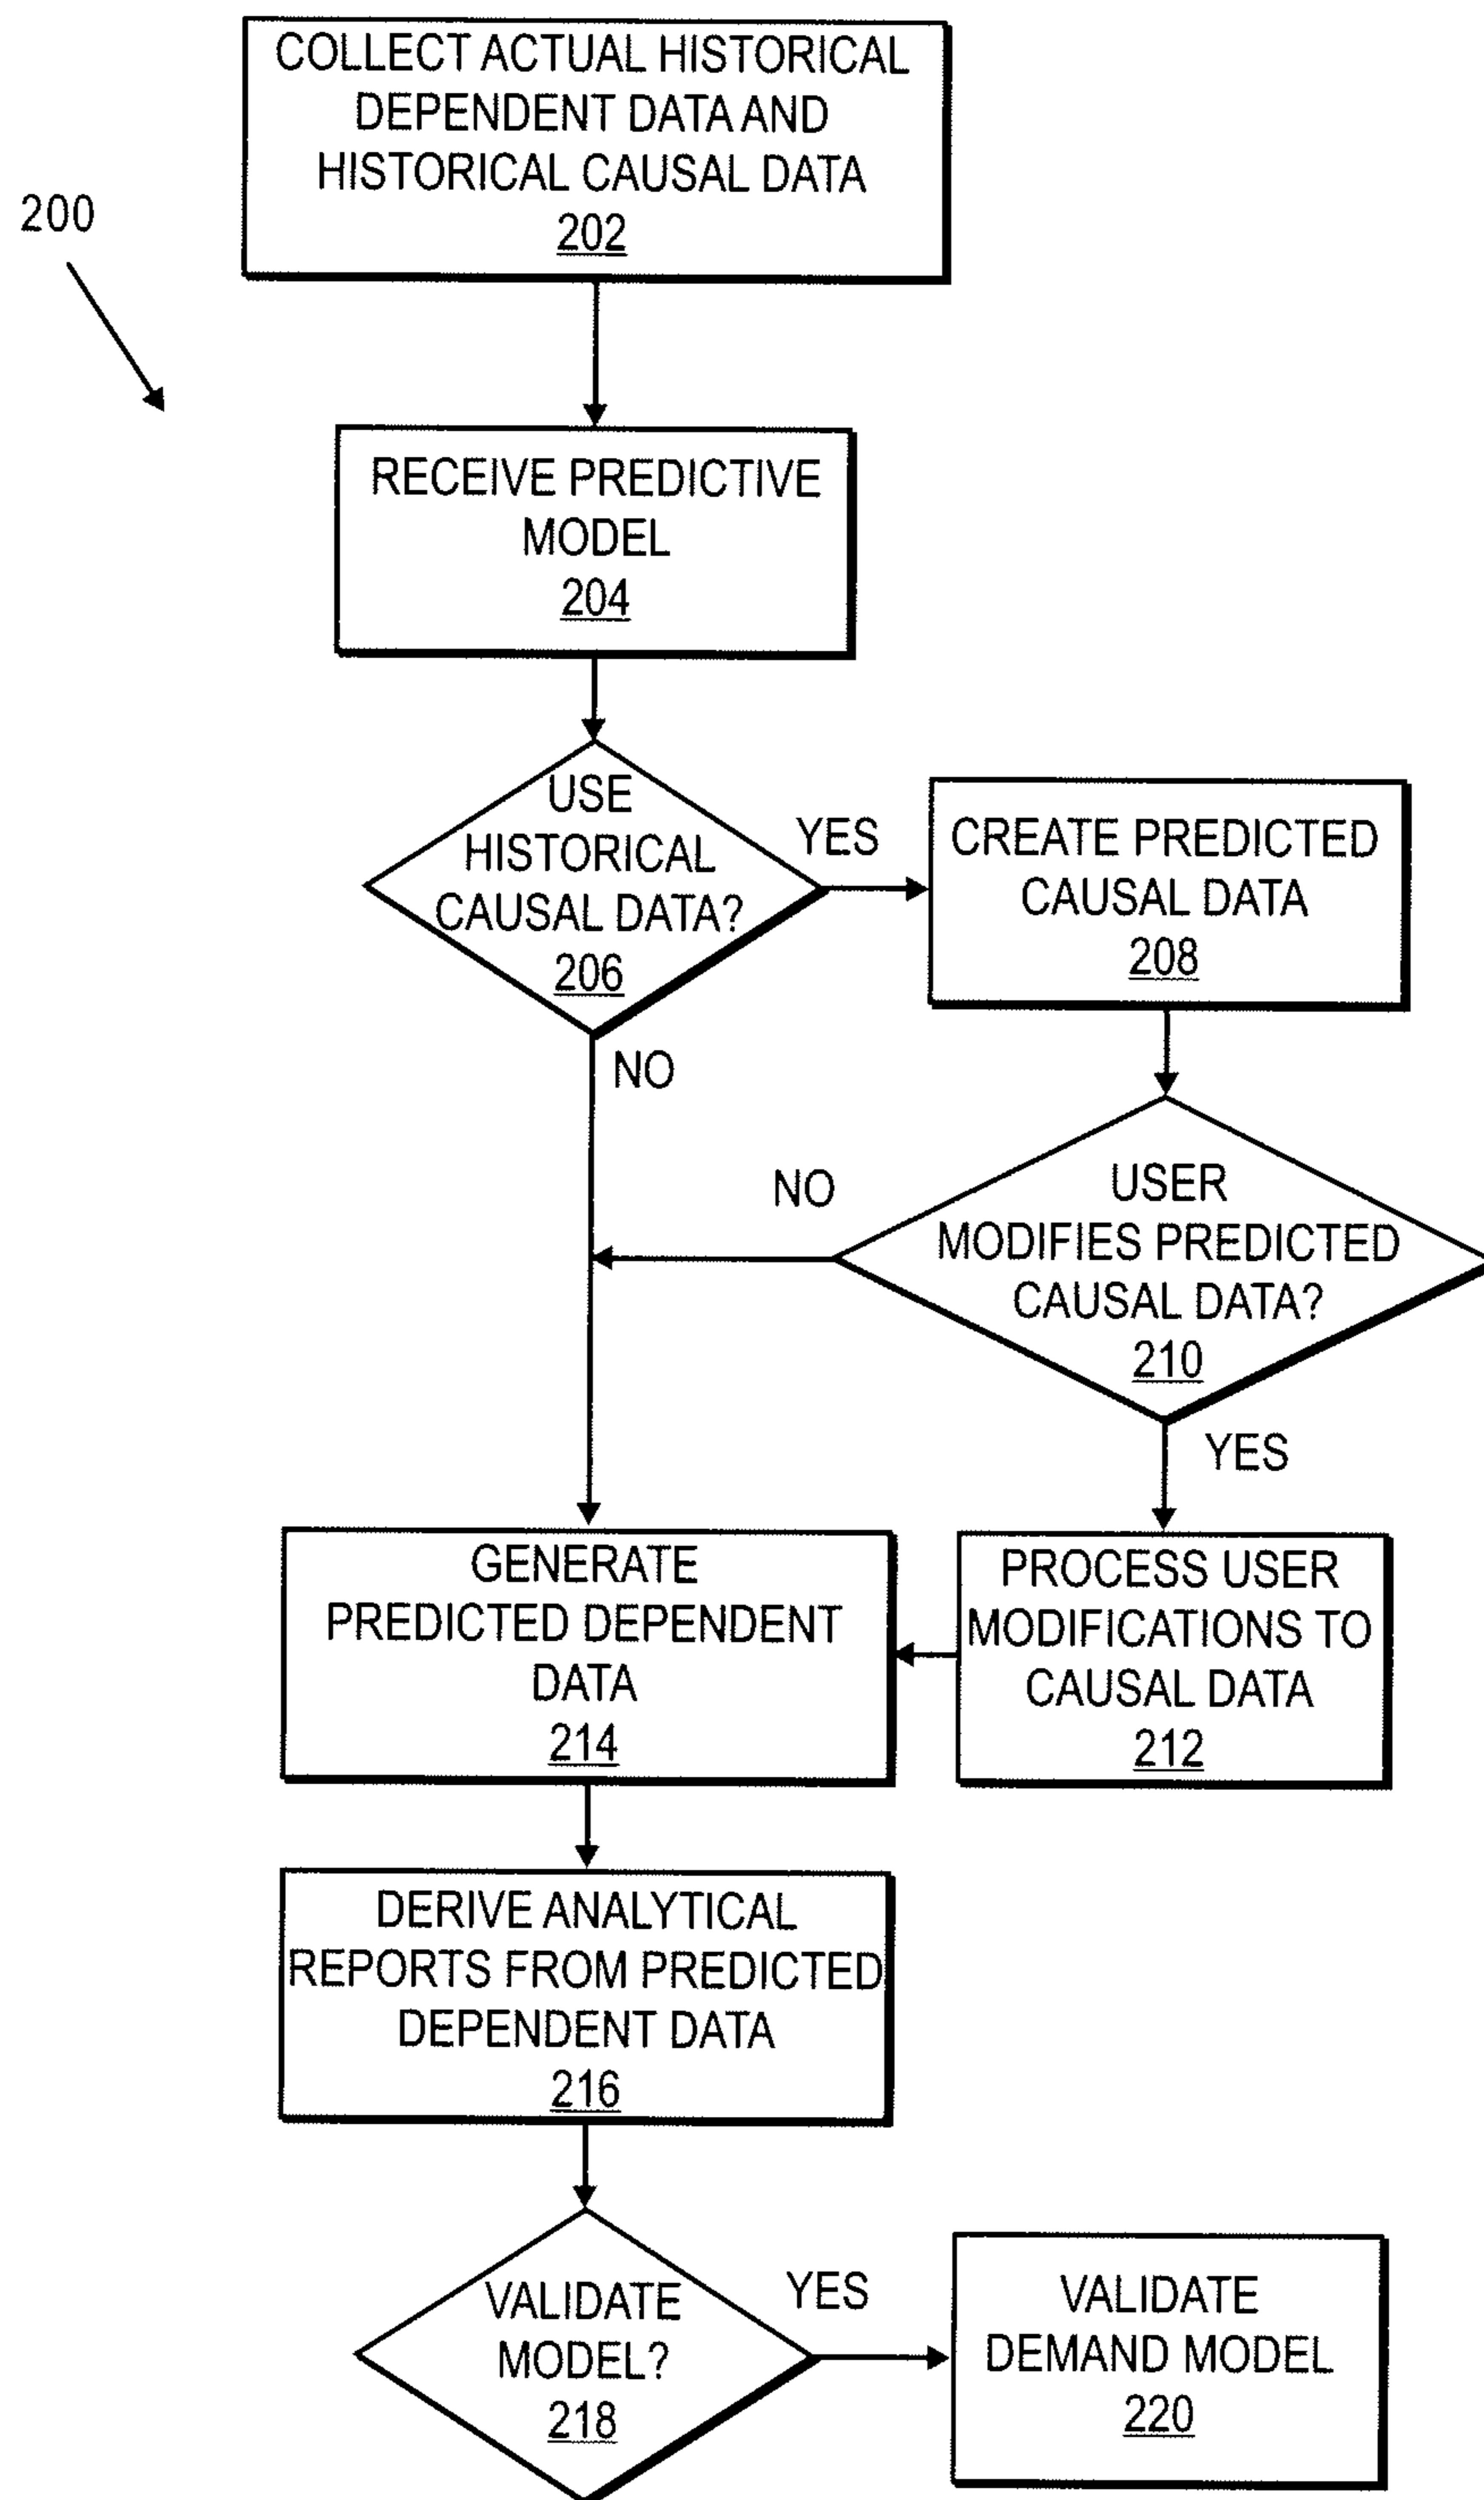 COLLECT ACTUAL HISTORICAL
DEPENDENT DATA AND
HISTORICAL CAUSAL DATA
202
200
RECEIVE PREDICTIVE
MODEL
204
USE
HISTORICAL
CAUSAL DATA?
206
YES
CREATE PREDICTED
CAUSAL DATA
208
NO
USER
MODIFIES PREDICTED
CAUSAL DATA?
210
NO
YES
PROCESS USER
MODIFICATIONS TO
CAUSAL DATA
212
GENERATE
PREDICTED DEPENDENT
DATA
214
DERIVE ANALYTICAL
REPORTS FROM PREDICTED
DEPENDENT DATA
216
VALIDATE
MODEL?
218
YES
VALIDATE
DEMAND MODEL
220